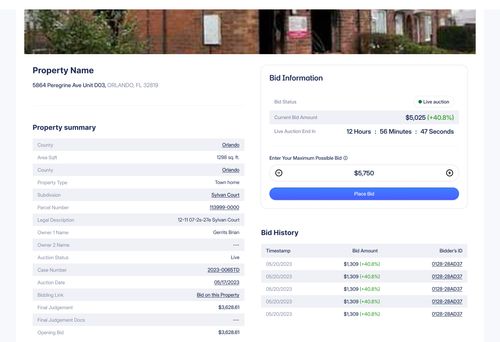 Property Name
5864 Peregrine Ave Unit D03, ORLANDO, FL 32819
Property summary
County Orlando
Area Saft 1298 sq. ft.
County Orlando
Property Type Town home
Subdivision Sylvan Court
Parcel Number 113999-0000
Legal Description 12-11 07-2s-27e Sylvan Court
Owner 1 Name Gerrits Brian
Owner 2 Name ---
Auction Status Live
Case Number 2023-0065TD
Auction Date 05/17/2023
Bidding Link Bid on this Property
Final Judgement $3,628.61
Final Judgement Docs ---
Opening Bid $3,628.61
Bid Information
Bid Status Live auction
Current Bid Amount $5,025 (+40.8%)
Live Auction End In 12 Hours : 56 Minutes : 47 Seconds
Enter Your Maximum Possible Bid
$5,750
Place Bid
Bid History
Timestamp Bid Amount Bidder's ID
05/20/2023 $1,309 (+40.8%) 0128-28AD37
05/20/2023 $1,309 (+40.8%) 0128-28AD37
05/20/2023 $1,309 (+40.8%) 0128-28AD37
05/20/2023 $1,309 (+40.8%) 0128-28AD37
05/20/2023 $1,309 (+40.8%) 0128-28AD37